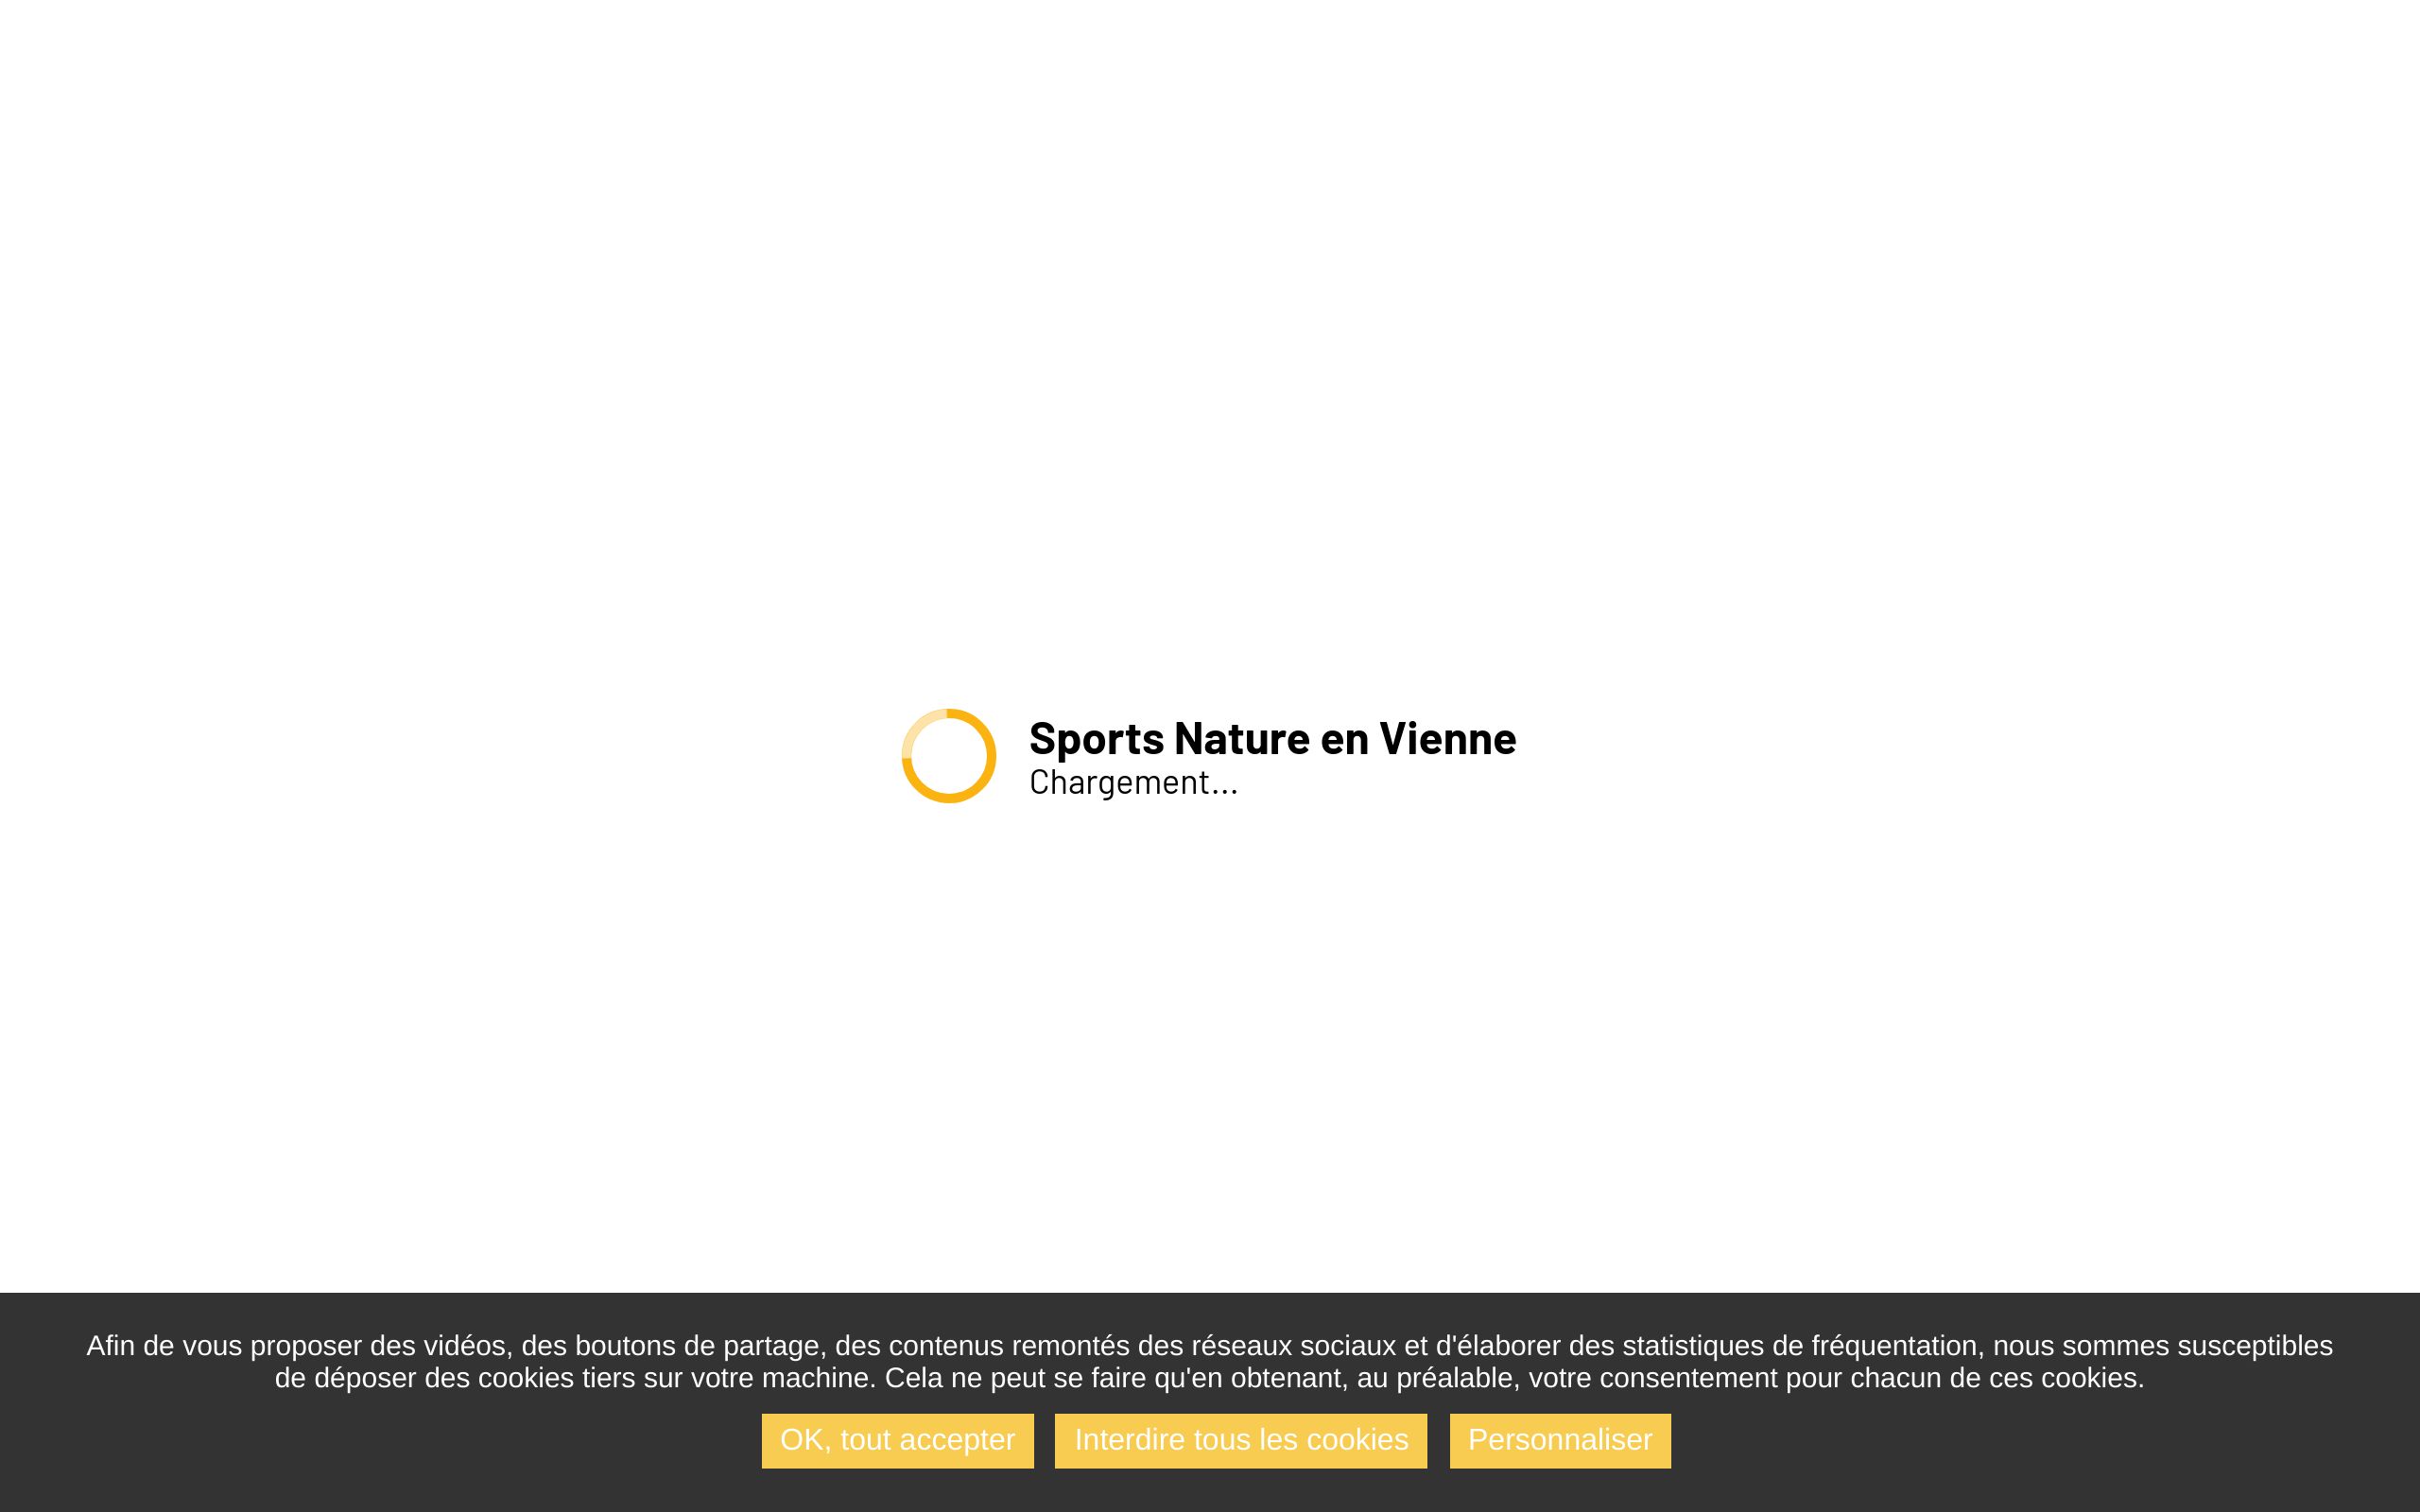 Sports Nature en Vienne
Chargement...
Afin de vous proposer des vidéos, des boutons de partage, des contenus remontés des réseaux sociaux et d'élaborer des statistiques de fréquentation, nous sommes susceptibles
de déposer des cookies tiers sur votre machine. Cela ne peut se faire qu'en obtenant, au préalable, votre consentement pour chacun de ces cookies.
OK, tout accepter Interdire tous les cookies Personnaliser